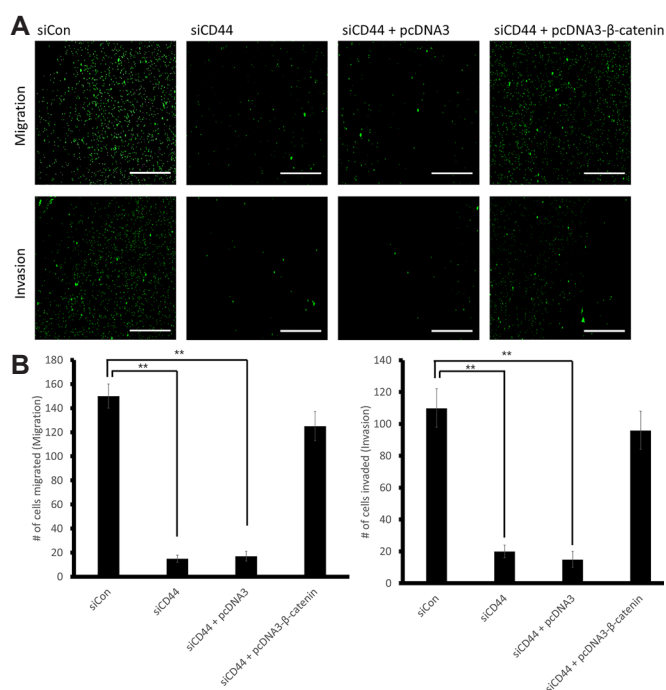 A
siCon siCD44 siCD44 + pcDNA3 siCD44 + pcDNA3-β-catenin
Migration
Invasion
B
# of cells migrated (Migration)
180
160
140
120
100
80
60
40
20
0
**
**
siCon
siCD44
siCD44 + pcDNA3
siCD44 + pcDNA3-β-catenin
# of cells invaded (Invasion)
140
120
100
80
60
40
20
0
**
**
siCon
siCD44
siCD44 + pcDNA3
siCD44 + pcDNA3-β-catenin